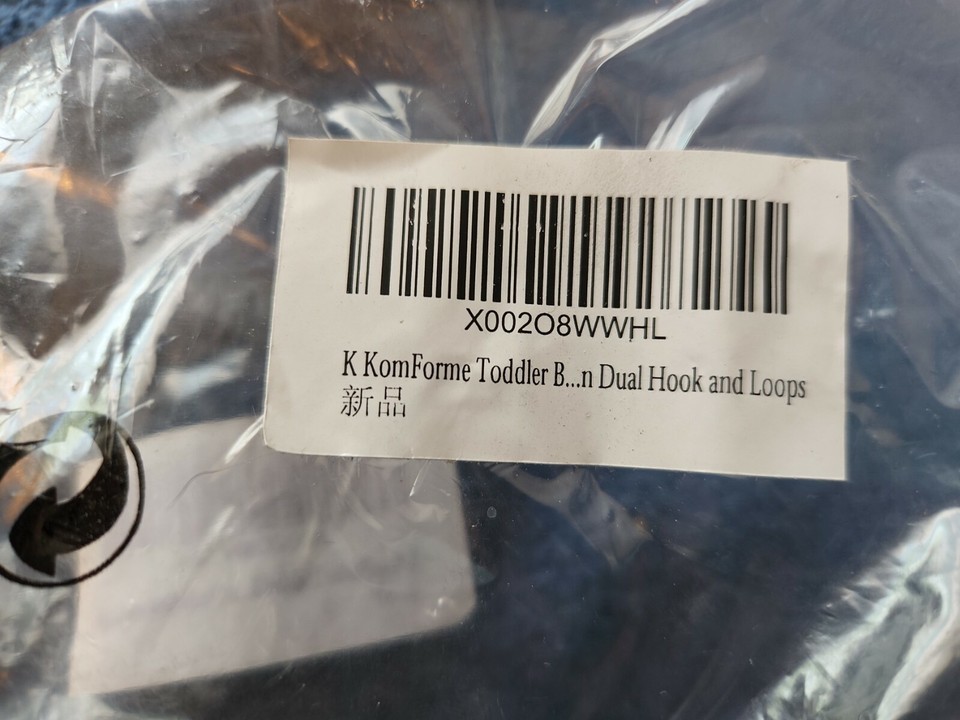 X002O8WWHL
K KomForme Toddler B...n Dual Hook and Loops
新品